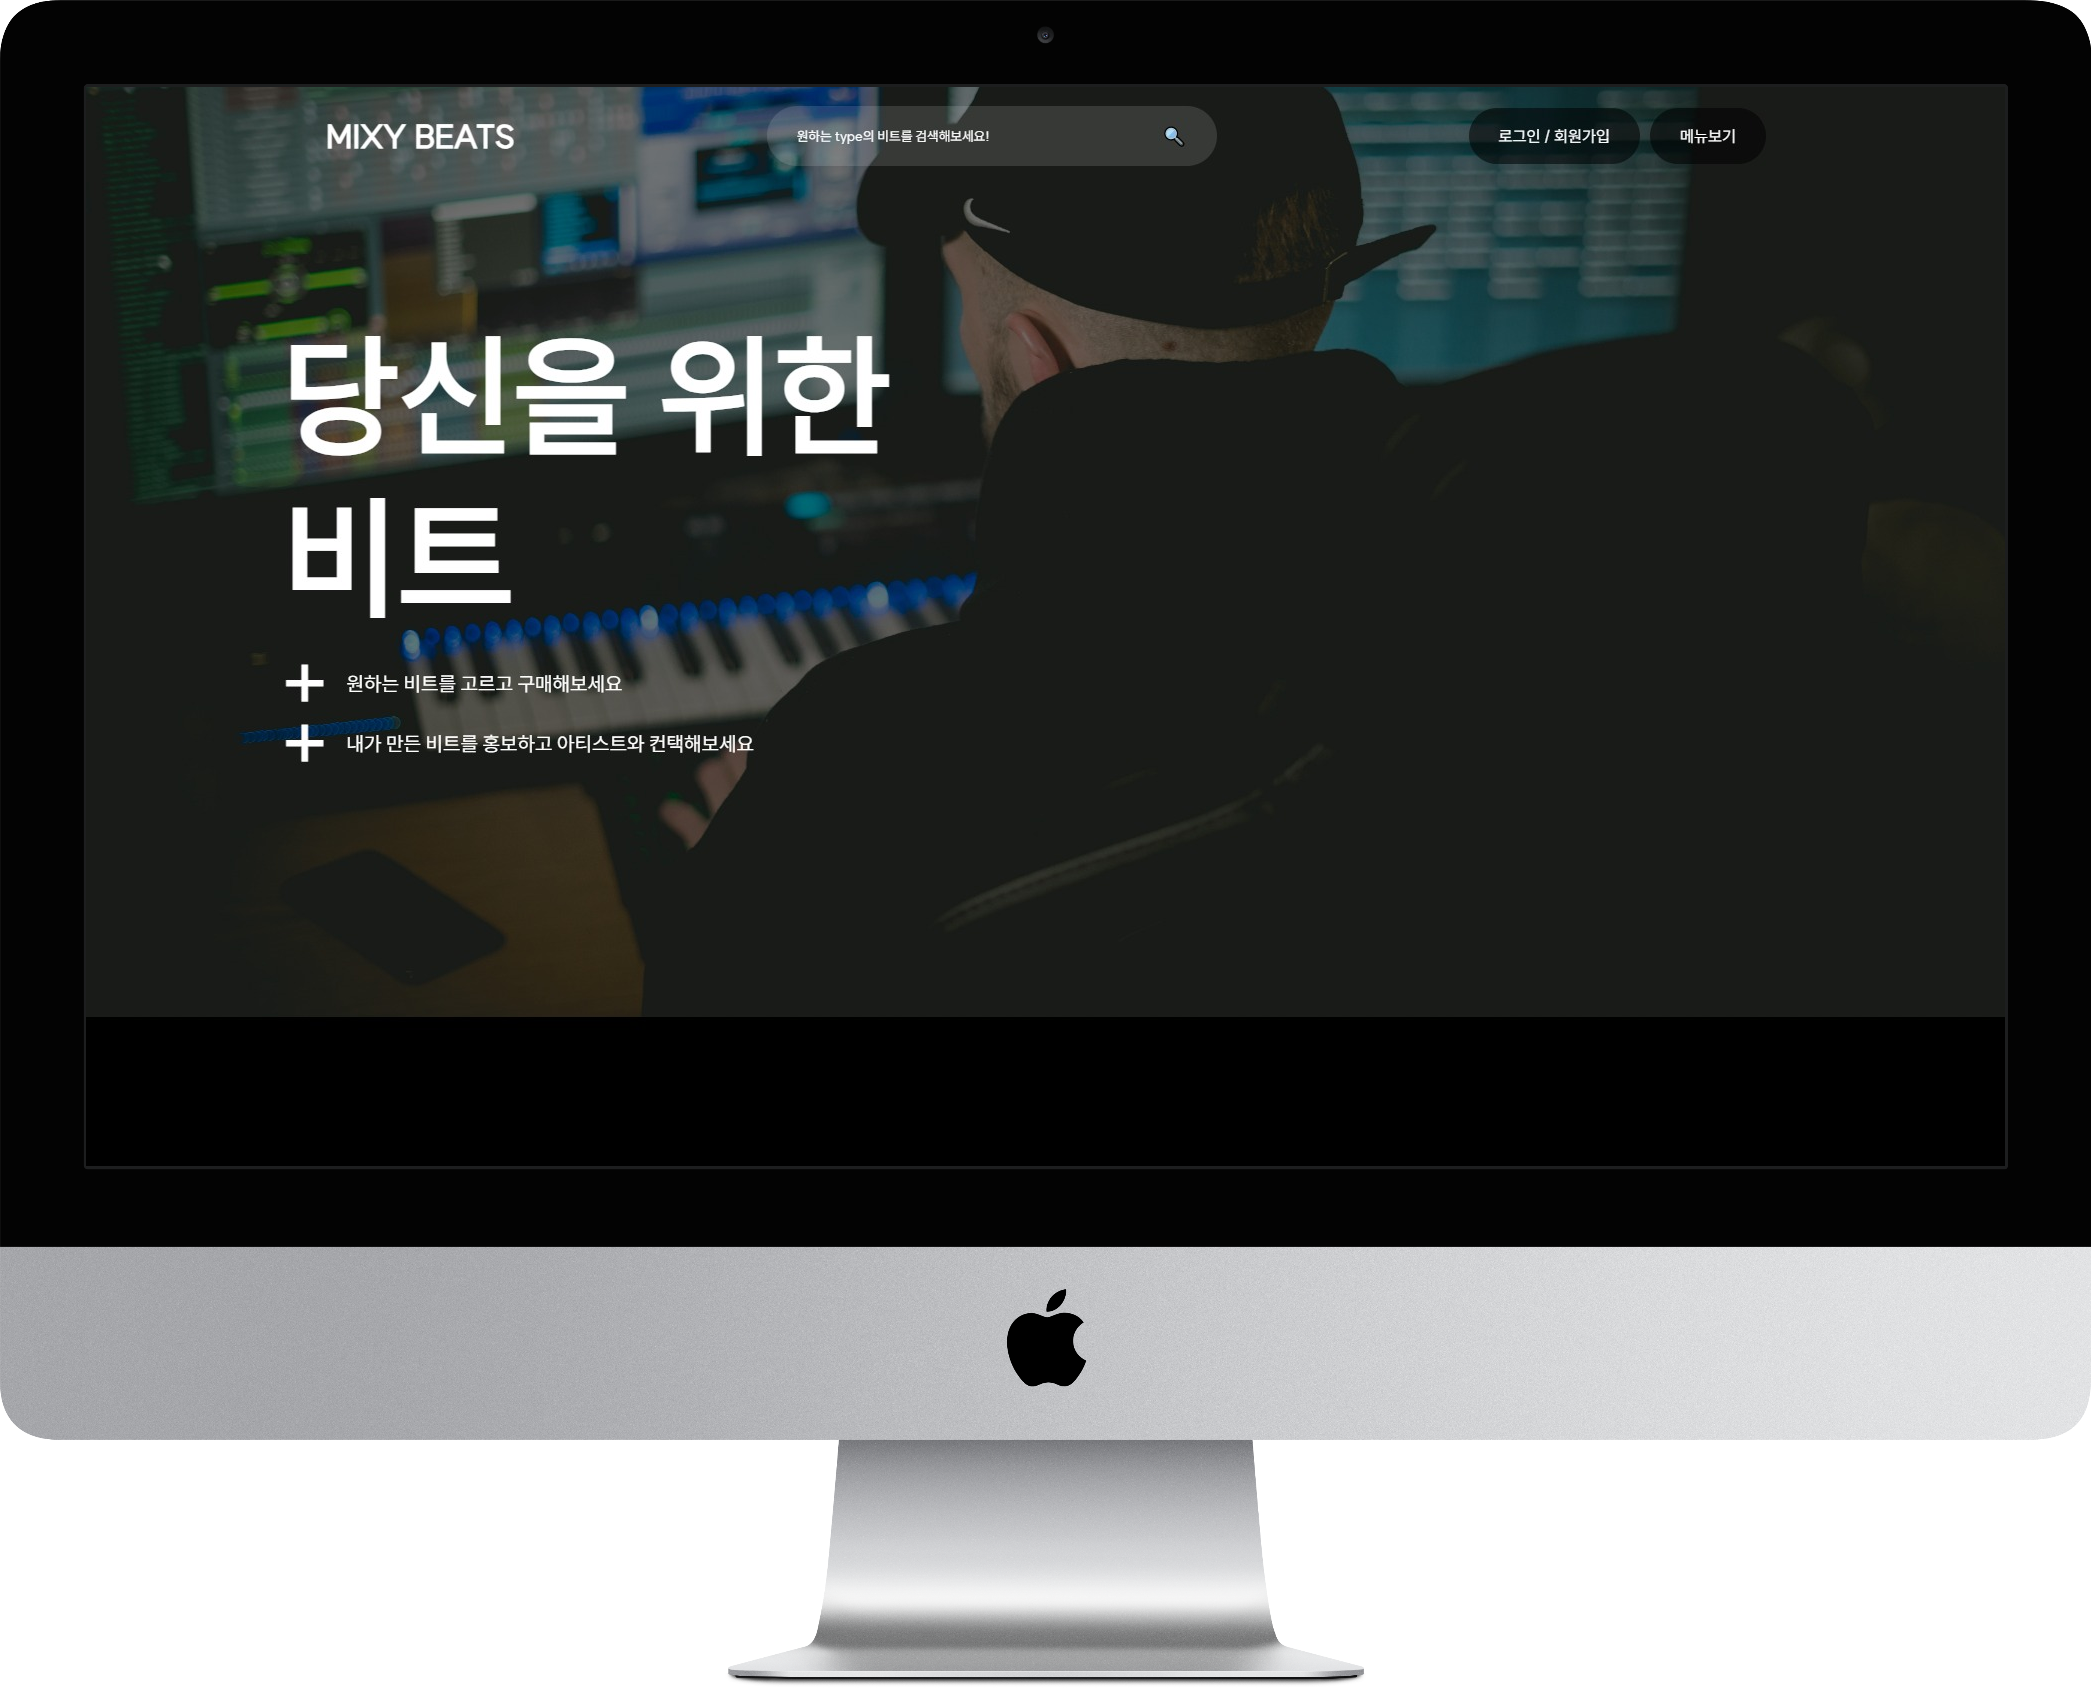 MIXY BEATS
원하는 type의 비트를 검색해보세요!
로그인 / 회원가입
메뉴보기
당신을 위한
비트
원하는 비트를 고르고 구매해보세요
내가 만든 비트를 홍보하고 아티스트와 컨택해보세요